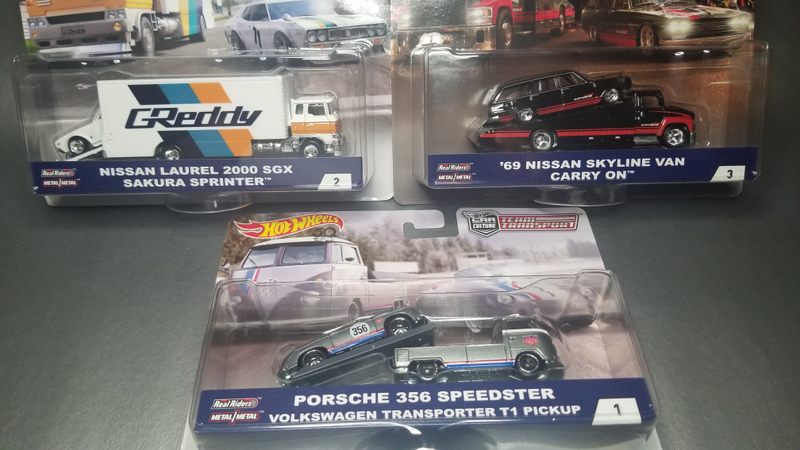 GReddy
Real Riders
METAL/METAL
NISSAN LAUREL 2000 SGX
SAKURA SPRINTER™
2
Real Riders
METAL/METAL
'69 NISSAN SKYLINE VAN
CARRY ON™
3
Hot Wheels
CAR CULTURE
TEAM TRANSPORT
356
Real Riders
METAL/METAL
PORSCHE 356 SPEEDSTER
VOLKSWAGEN TRANSPORTER T1 PICKUP
1